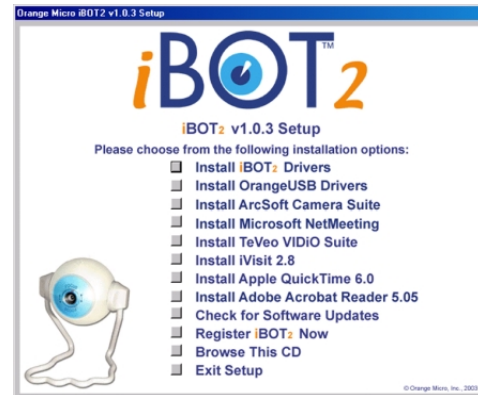 Orange Micro iBOT2 v1.0.3 Setup
iBOT2™
iBOT2 v1.0.3 Setup
Please choose from the following installation options:
Install iBOT2 Drivers
Install OrangeUSB Drivers
Install ArcSoft Camera Suite
Install Microsoft NetMeeting
Install TeVeo VIDiO Suite
Install iVisit 2.8
Install Apple QuickTime 6.0
Install Adobe Acrobat Reader 5.05
Check for Software Updates
Register iBOT2 Now
Browse This CD
Exit Setup
© Orange Micro, Inc., 2003